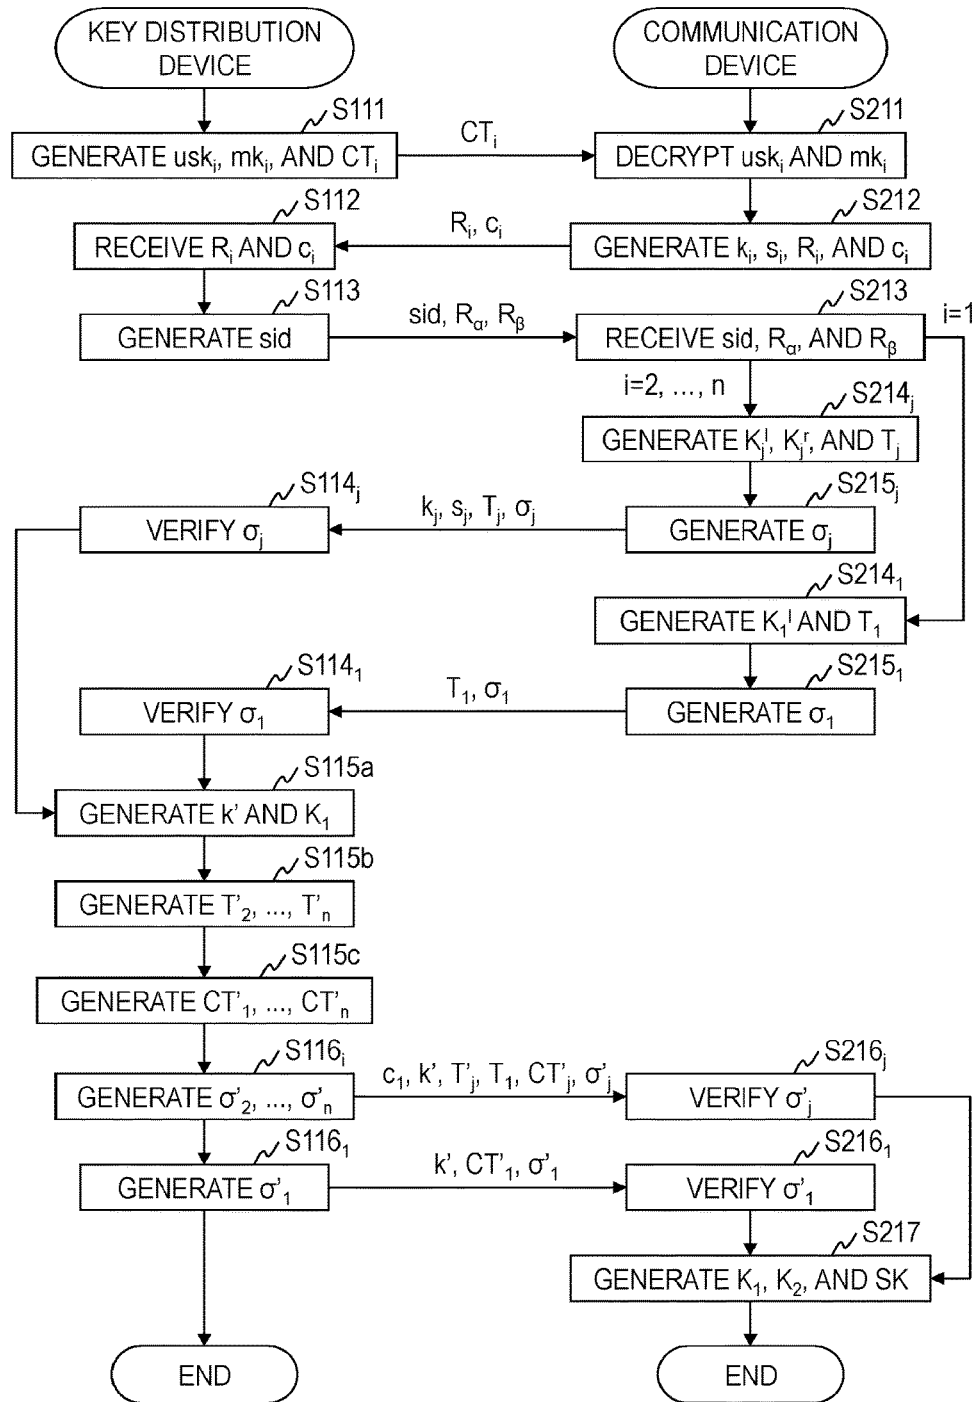 KEY DISTRIBUTION
DEVICE
COMMUNICATION
DEVICE
S111
GENERATE uskᵢ, mkᵢ, AND CTᵢ
CTᵢ
S211
DECRYPT uskᵢ AND mkᵢ
S112
RECEIVE Rᵢ AND cᵢ
Rᵢ, cᵢ
S212
GENERATE kᵢ, sᵢ, Rᵢ, AND cᵢ
S113
GENERATE sid
sid, R_α, R_β
S213
RECEIVE sid, R_α, AND R_β
i=1
i=2, ..., n
S214ⱼ
GENERATE Kⱼˡ, Kⱼʳ, AND Tⱼ
S114ⱼ
VERIFY σⱼ
kⱼ, sⱼ, Tⱼ, σⱼ
S215ⱼ
GENERATE σⱼ
S214₁
GENERATE K₁ˡ AND T₁
S114₁
VERIFY σ₁
T₁, σ₁
S215₁
GENERATE σ₁
S115a
GENERATE k' AND K₁
S115b
GENERATE T'₂, ..., T'ₙ
S115c
GENERATE CT'₁, ..., CT'ₙ
S116ᵢ
GENERATE σ'₂, ..., σ'ₙ
c₁, k', T'ⱼ, T₁, CT'ⱼ, σ'ⱼ
S216ⱼ
VERIFY σ'ⱼ
S116₁
GENERATE σ'₁
k', CT'₁, σ'₁
S216₁
VERIFY σ'₁
S217
GENERATE K₁, K₂, AND SK
END
END